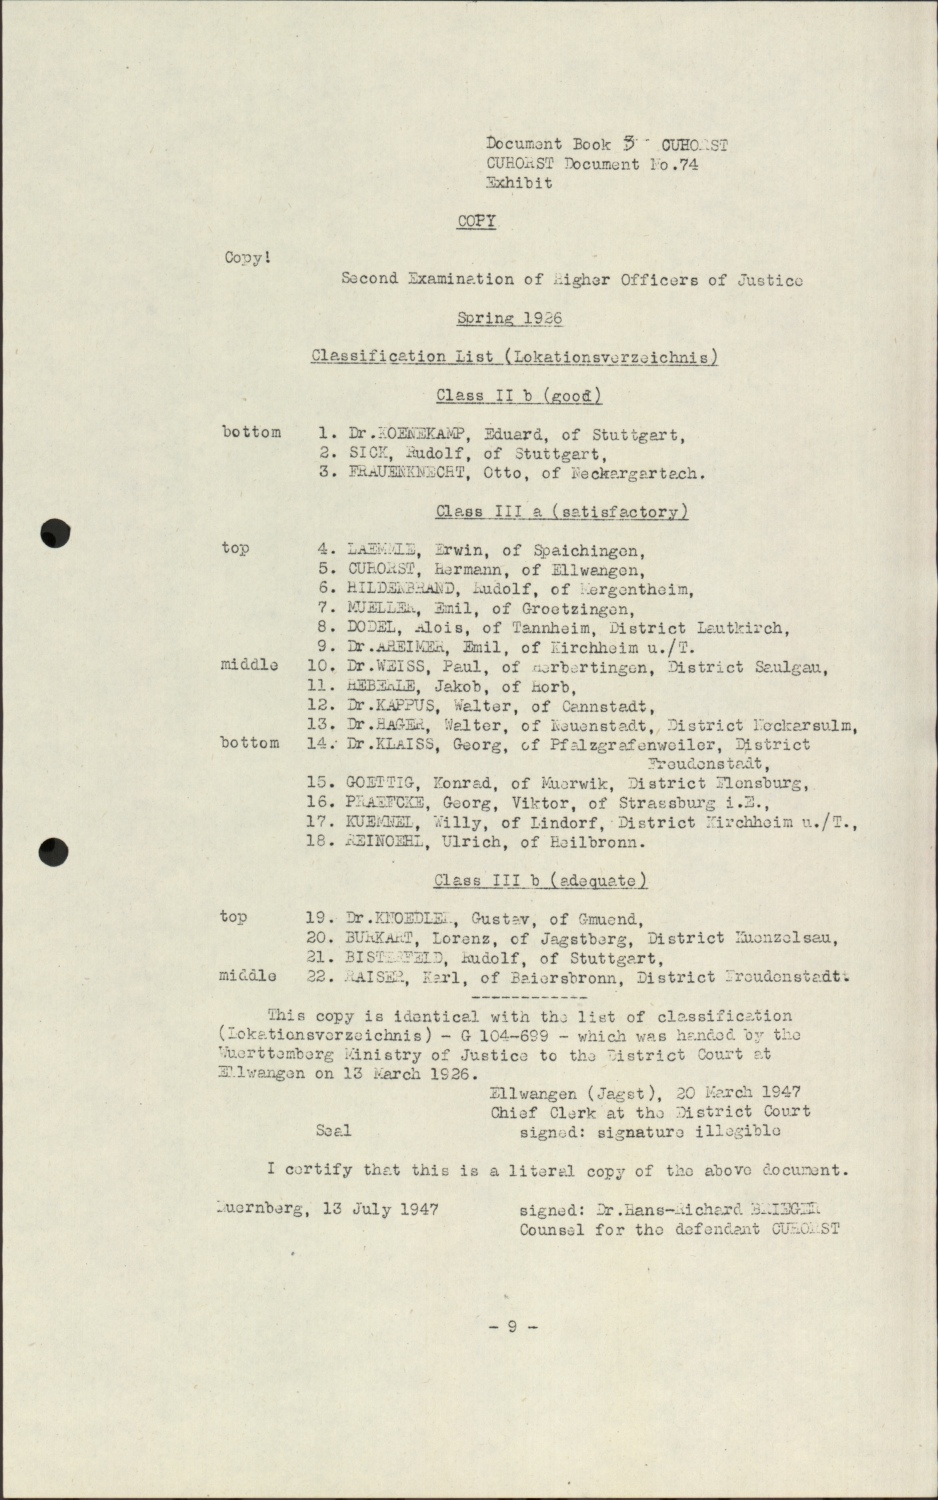 Document Book 3 CUHORST
CUHORST Document No.74
Exhibit
COPY
Copy!
Second Examination of Higher Officers of Justice
Spring 1926
Classification List (Lokationsverzeichnis)
Class II b (good)
bottom 1. Dr.KOENEKAMP, Eduard, of Stuttgart,
2. SICK, Rudolf, of Stuttgart,
3. FRAUENKNECHT, Otto, of Neckargartach.
Class III a (satisfactory)
top 4. LAEMMLE, Erwin, of Spaichingen,
5. CUHORST, Hermann, of Ellwangen,
6. HILDENBRAND, Rudolf, of Mergentheim,
7. MUELLER, Emil, of Groetzingen,
8. DODEL, Alois, of Tannheim, District Leutkirch,
9. Dr. Emil, of Kirchheim u./T.
middle 10. Dr.WEISS, Paul, of Herbertingen, District Saulgau,
11. HEBERLE, Jakob, of Horb,
12. Dr.KAPPUS, Walter, of Cannstadt,
13. Dr.HAGER, Walter, of Neuenstadt, District Neckarsulm,
bottom 14. Dr.KLAISS, Georg, of Pfalzgrafenweiler, District
Freudenstadt,
15. GOETTIG, Konrad, of Muerwik, District Flensburg,
16. PRAEFCKE, Georg, Viktor, of Strassburg i.E.,
17. KUEMMEL, Willy, of Lindorf, District Kirchheim u./T.,
18. REINOEHL, Ulrich, of Heilbronn.
Class III b (adequate)
top 19. Dr.KNOEDLER, Gustav, of Gmuend,
20. BURKART, Lorenz, of Jagstberg, District Kuenzelsau,
21. BISTERFELD, Rudolf, of Stuttgart,
middle 22. RAISER, Karl, of Baiersbronn, District Freudenstadt.
------------
This copy is identical with the list of classification
(Lokationsverzeichnis) - G 104-699 - which was handed by the
Wuerttemberg Ministry of Justice to the District Court at
Ellwangen on 13 March 1926.
Ellwangen (Jagst), 20 March 1947
Chief Clerk at the District Court
Seal signed: signature illegible
I certify that this is a literal copy of the above document.
Nuernberg, 13 July 1947 signed: Dr.Hans-Richard BRIEGER
Counsel for the defendant CUHORST
- 9 -